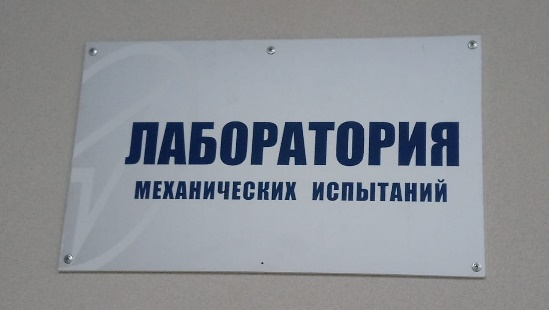 ЛАБОРАТОРИЯ
МЕХАНИЧЕСКИХ ИСПЫТАНИЙ